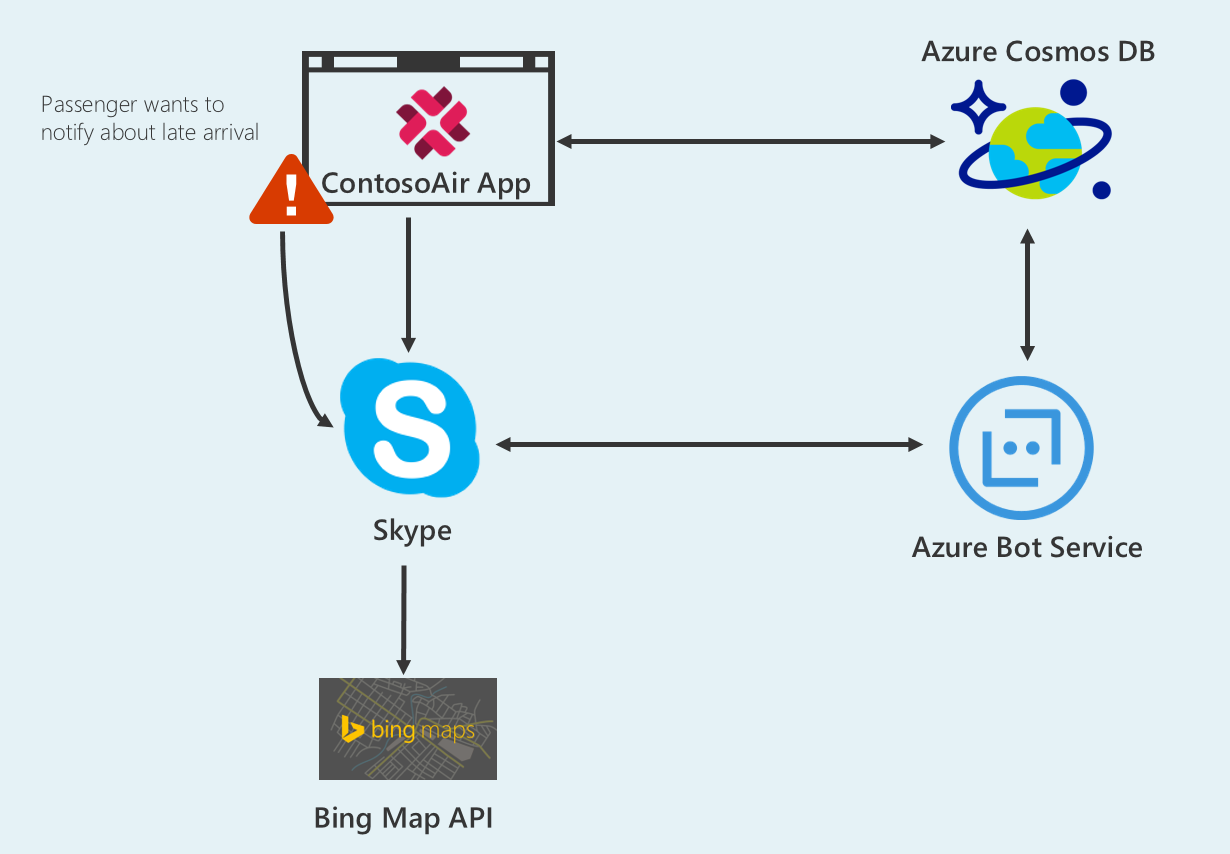 Azure Cosmos DB
Passenger wants to
notify about late arrival
ContosoAir App
S
Skype
Azure Bot Service
bing maps
Bing Map API